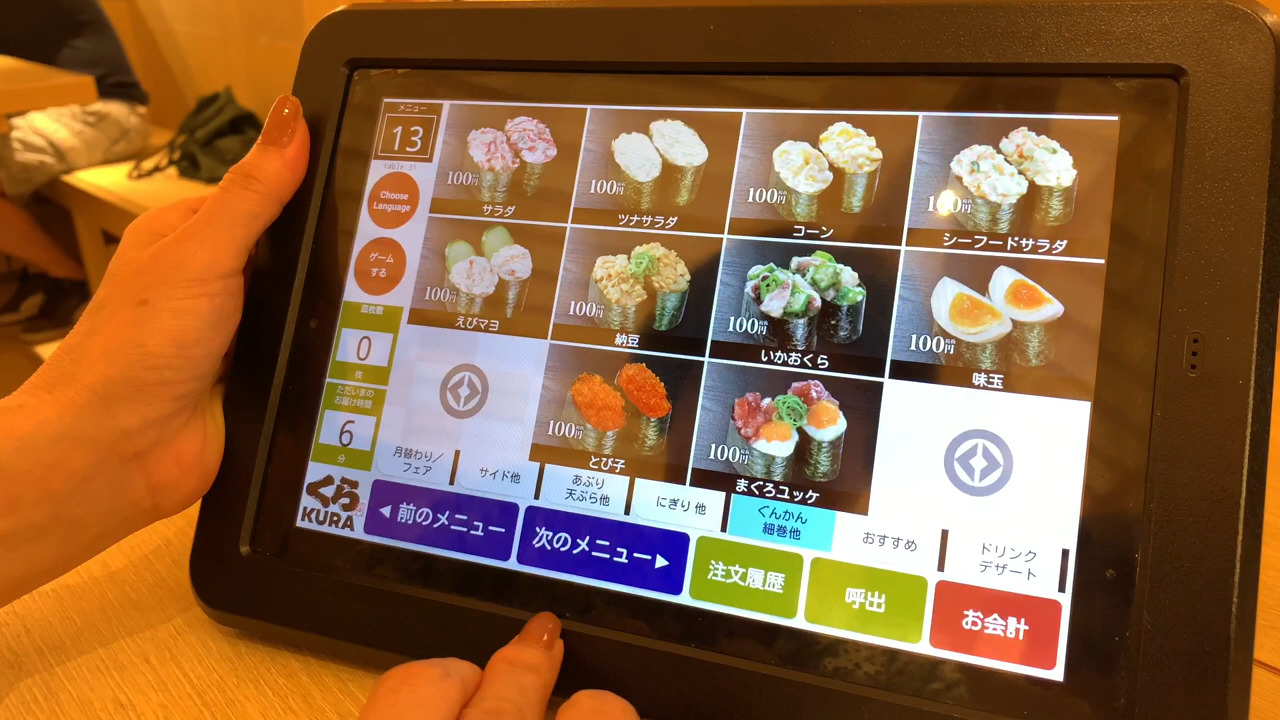 メニュー
13
table:31
Choose
Language
ゲーム
する
皿枚数
0
枚
ただいまの
お届け時間
6
分
くら
KURA
100円
サラダ
100円
ツナサラダ
100円
コーン
100円
シーフードサラダ
100円
えびマヨ
100円
納豆
100円
いかおくら
100円
味玉
100円
とび子
100円
まぐろユッケ
月替わり/
フェア
サイド他
あぶり
天ぷら他
にぎり 他
ぐんかん
細巻他
おすすめ
ドリンク
デザート
◀ 前のメニュー
次のメニュー▶
注文履歴
呼出
お会計